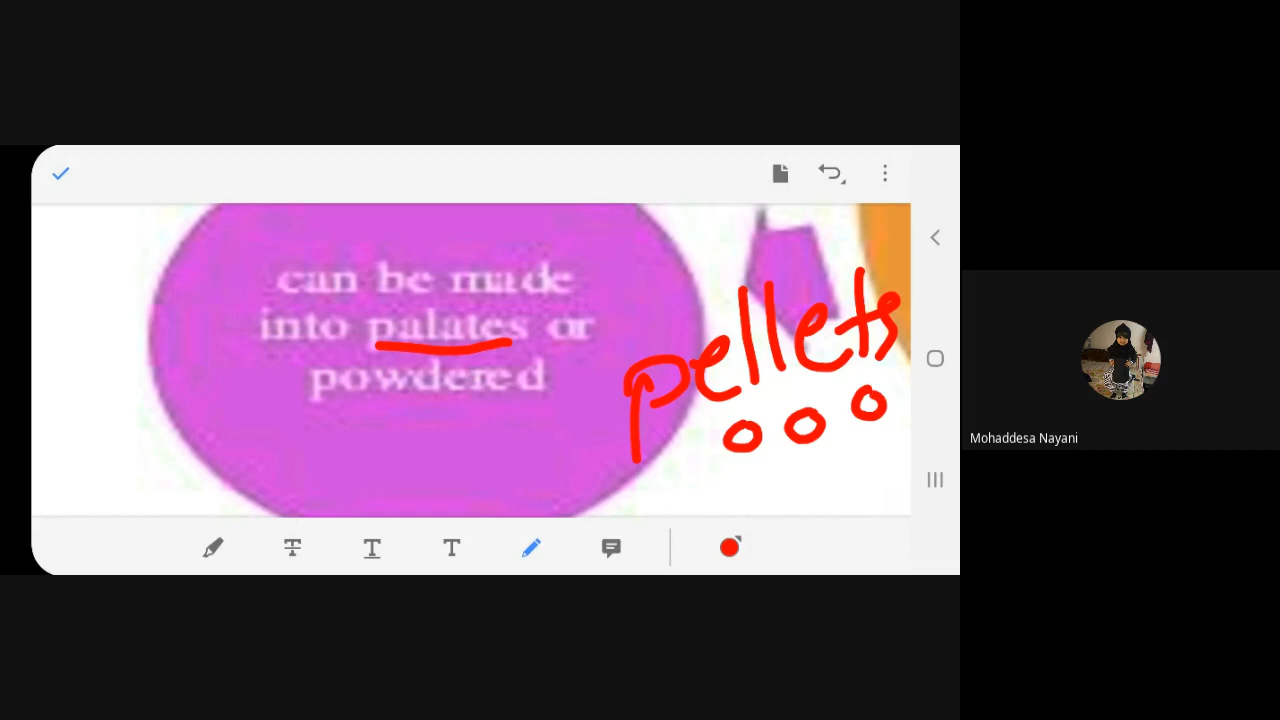 can be made
into palates or
powdered
pellets
Mohaddesa Nayani